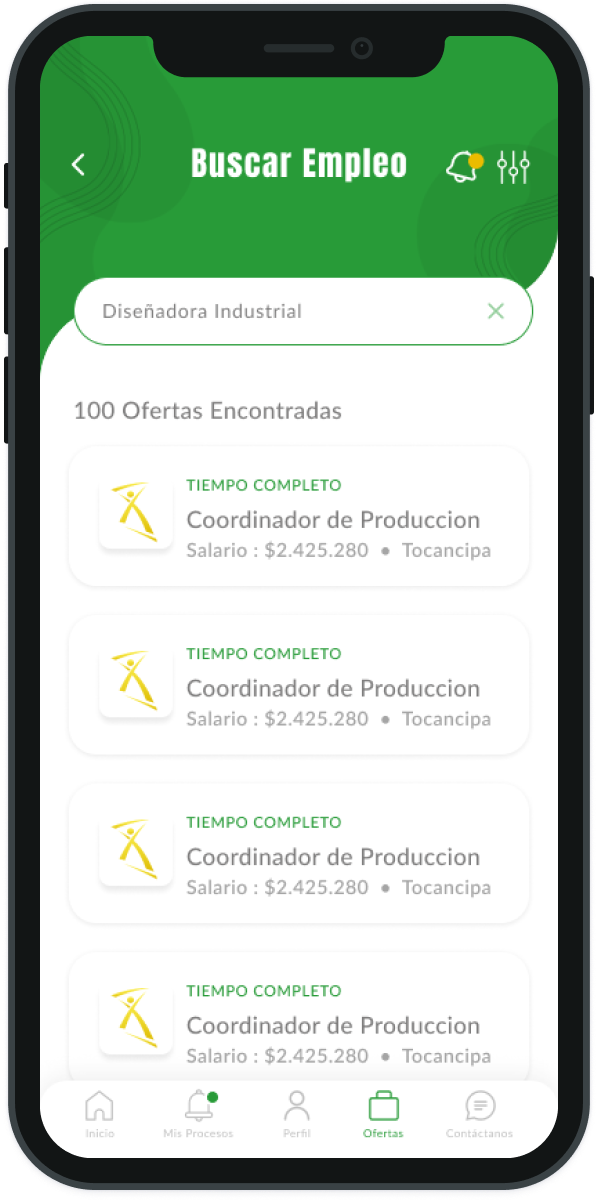 Buscar Empleo
Diseñadora Industrial
100 Ofertas Encontradas
TIEMPO COMPLETO
Coordinador de Produccion
Salario : $2.425.280 • Tocancipa
TIEMPO COMPLETO
Coordinador de Produccion
Salario : $2.425.280 • Tocancipa
TIEMPO COMPLETO
Coordinador de Produccion
Salario : $2.425.280 • Tocancipa
TIEMPO COMPLETO
Coordinador de Produccion
Salario : $2.425.280 • Tocancipa
Inicio Mis Procesos Perfil Ofertas Contáctanos